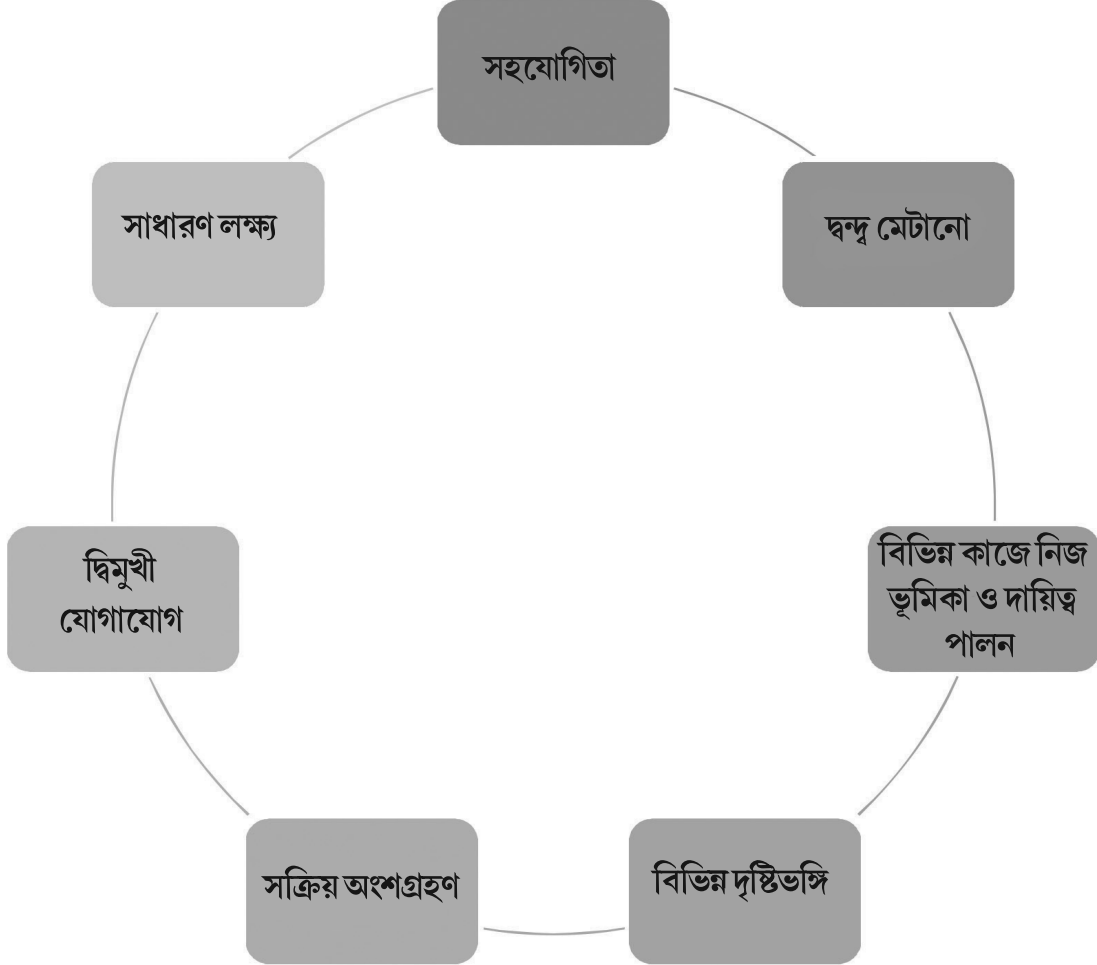 সহযোগিতা
সাধারণ লক্ষ্য
দ্বন্দ্ব মেটানো
দ্বিমুখী
যোগাযোগ
বিভিন্ন কাজে নিজ
ভূমিকা ও দায়িত্ব
পালন
সক্রিয় অংশগ্রহণ
বিভিন্ন দৃষ্টিভঙ্গি